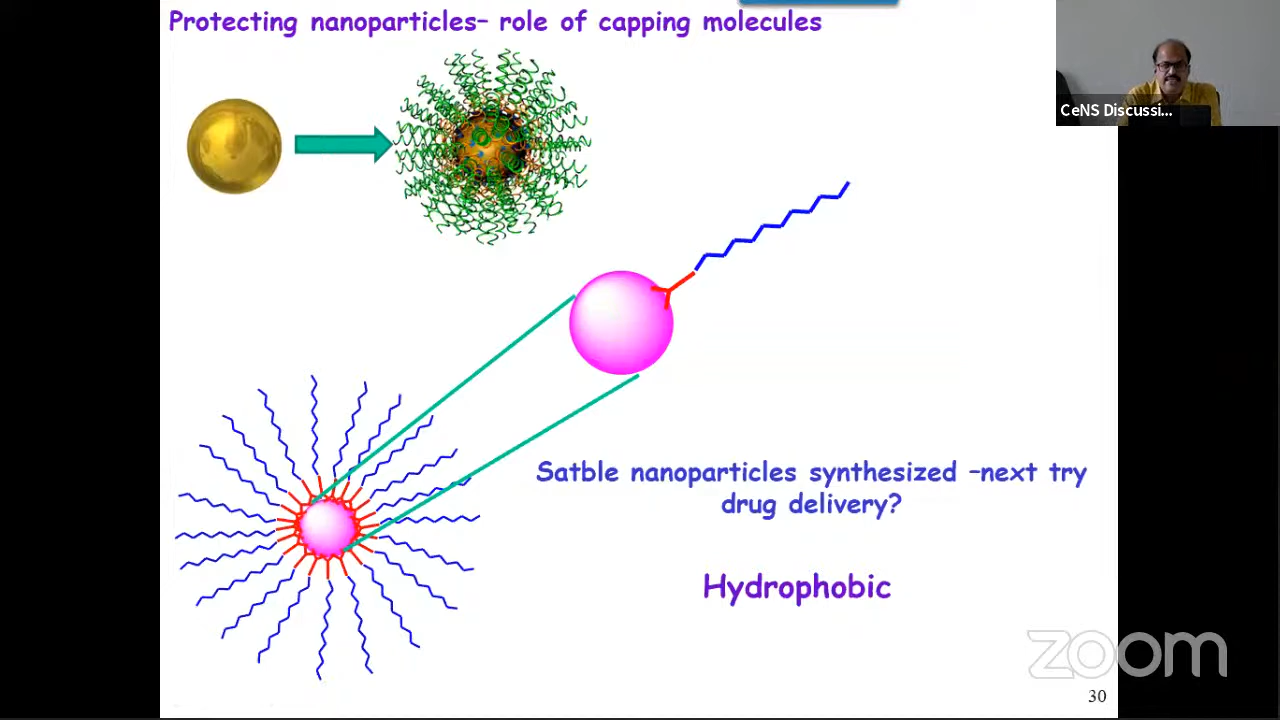 Protecting nanoparticles– role of capping molecules
CeNS Discussi...
Satble nanoparticles synthesized –next try
drug delivery?
Hydrophobic
zoom
30